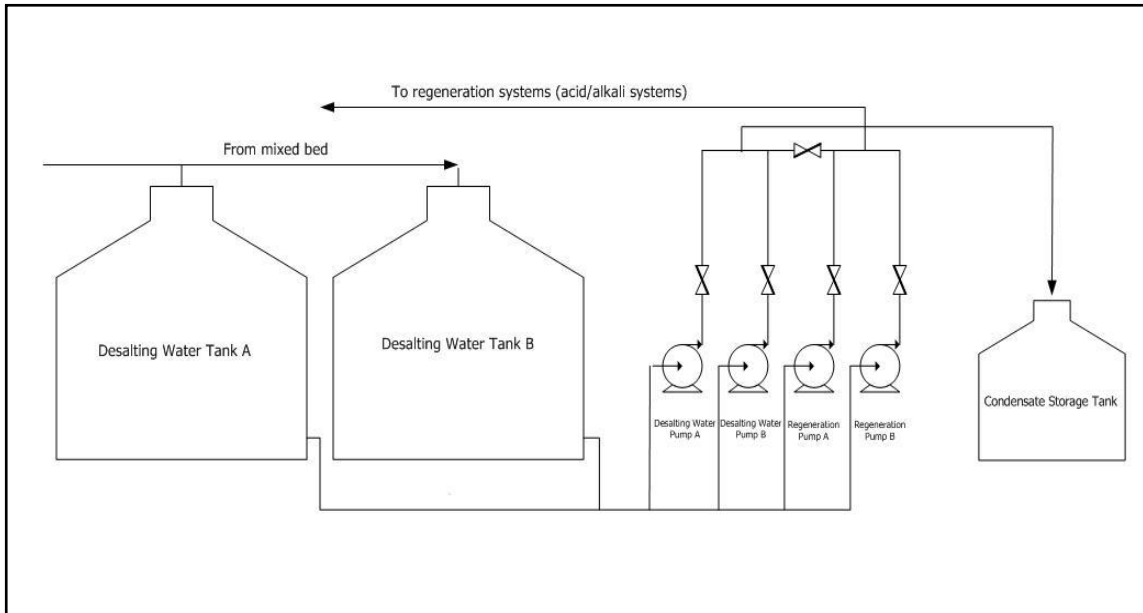 To regeneration systems (acid/alkali systems)
From mixed bed
Desalting Water Tank A
Desalting Water Tank B
Condensate Storage Tank
Desalting Water
Pump A
Desalting Water
Pump B
Regeneration
Pump A
Regeneration
Pump B